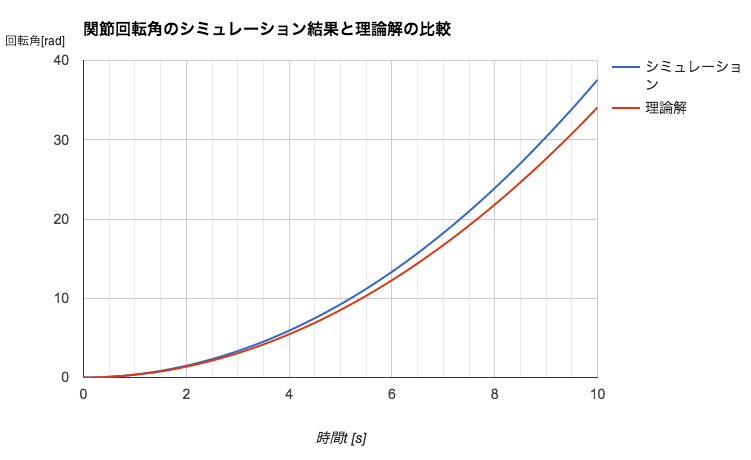 関節回転角のシミュレーション結果と理論解の比較
回転角[rad]
シミュレーショ
ン
理論解
40
30
20
10
0
0 2 4 6 8 10
時間t [s]